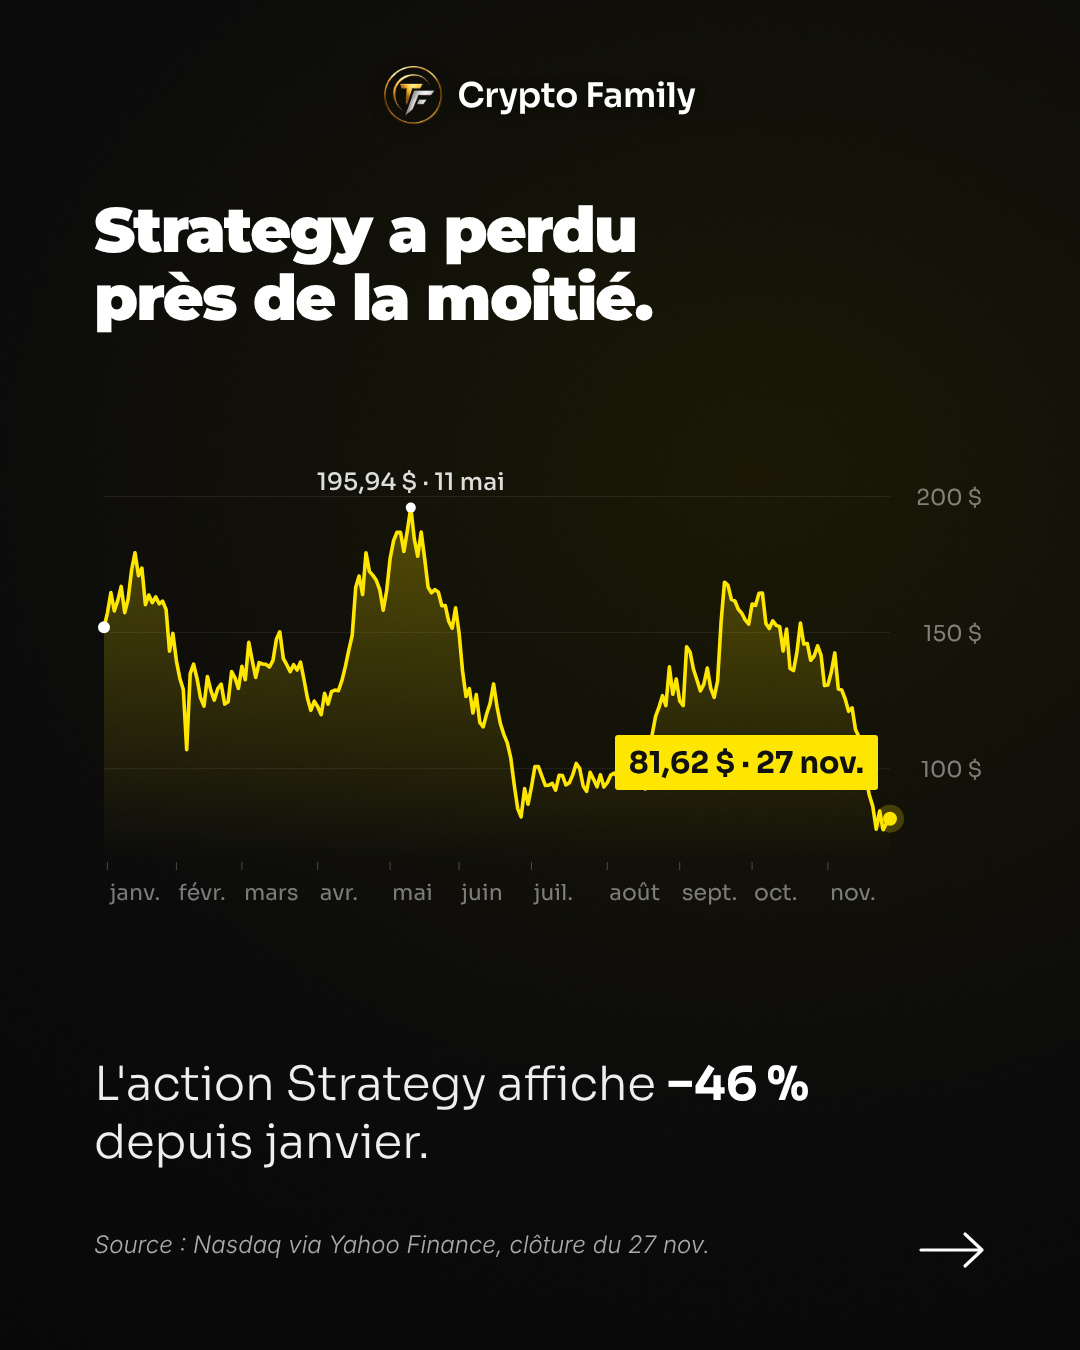 TF Crypto Family
Strategy a perdu
près de la moitié.
195,94 $ · 11 mai
200 $
150 $
81,62 $ · 27 nov.
100 $
janv. févr. mars avr. mai juin juil. août sept. oct. nov.
L'action Strategy affiche −46 %
depuis janvier.
Source : Nasdaq via Yahoo Finance, clôture du 27 nov.